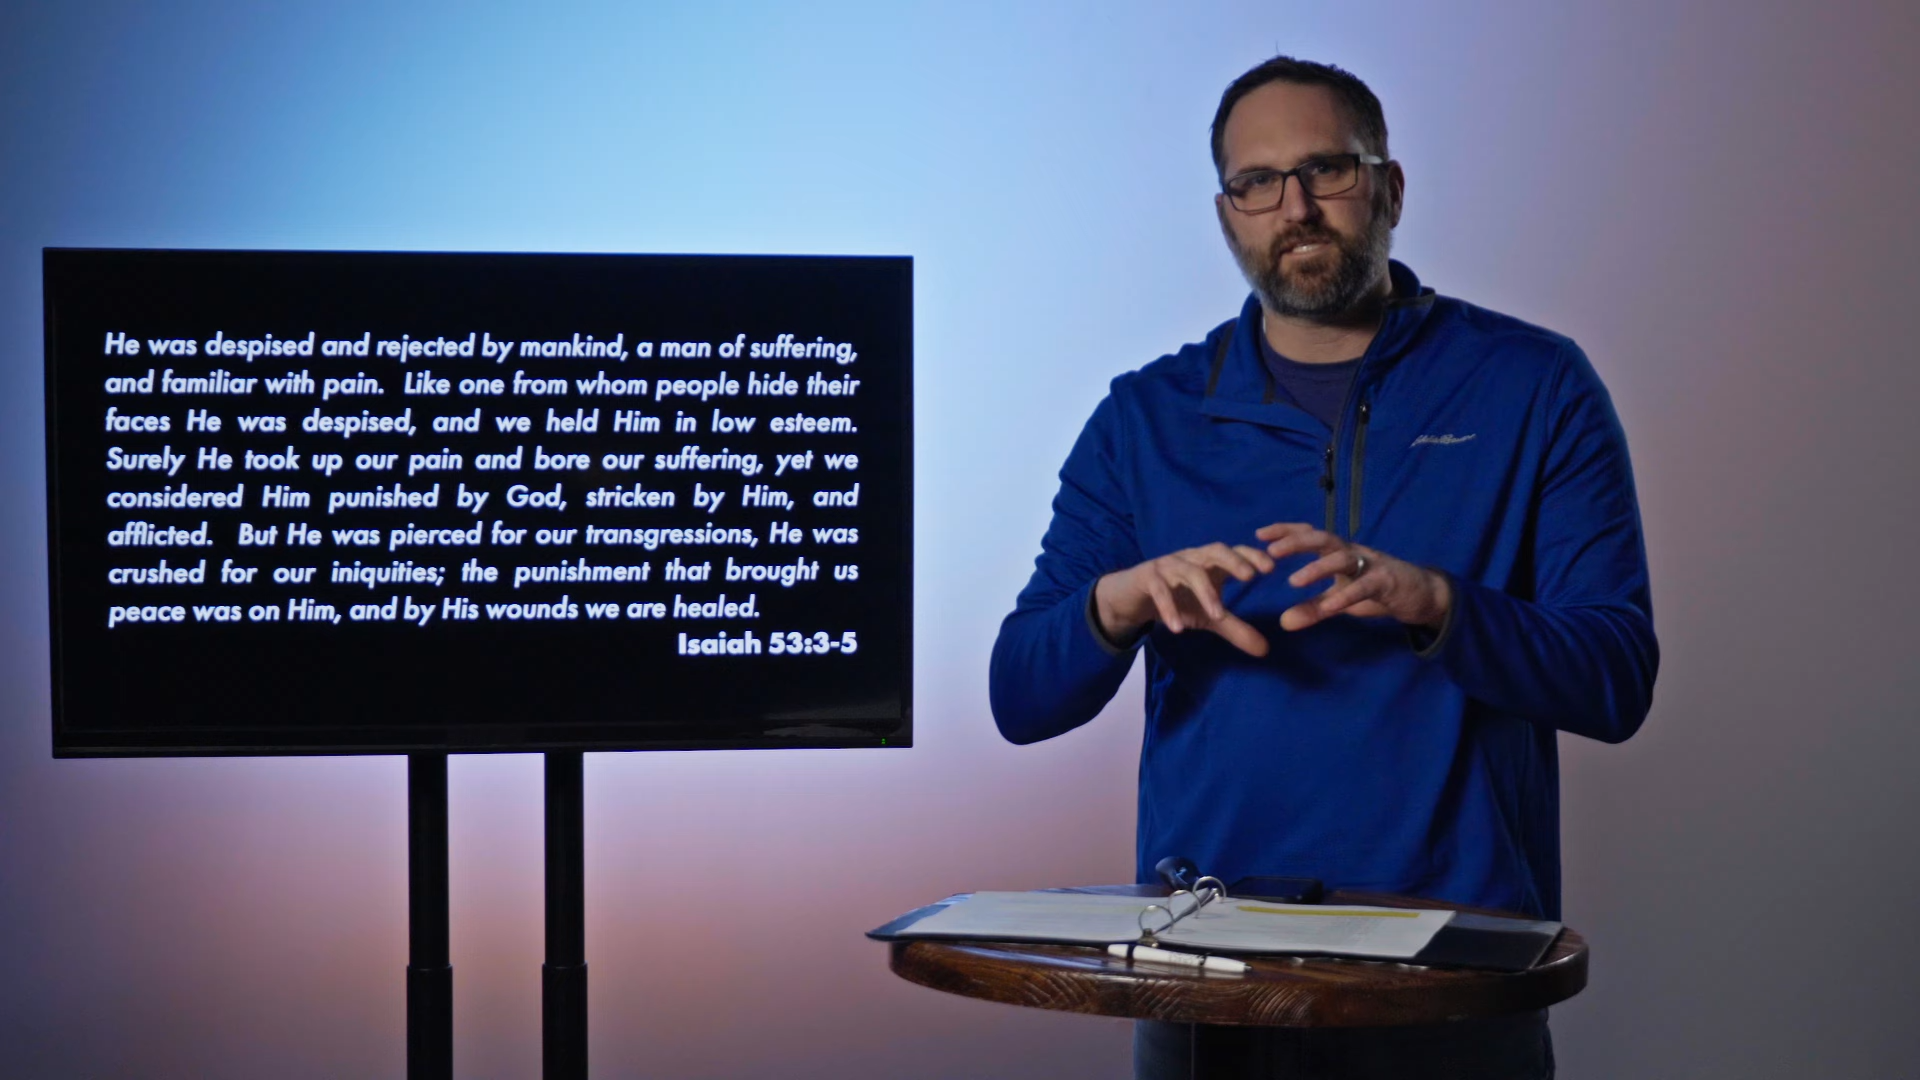 He was despised and rejected by mankind, a man of suffering,
and familiar with pain. Like one from whom people hide their
faces He was despised, and we held Him in low esteem.
Surely He took up our pain and bore our suffering, yet we
considered Him punished by God, stricken by Him, and
afflicted. But He was pierced for our transgressions, He was
crushed for our iniquities; the punishment that brought us
peace was on Him, and by His wounds we are healed.
Isaiah 53:3-5
Eddie Bauer